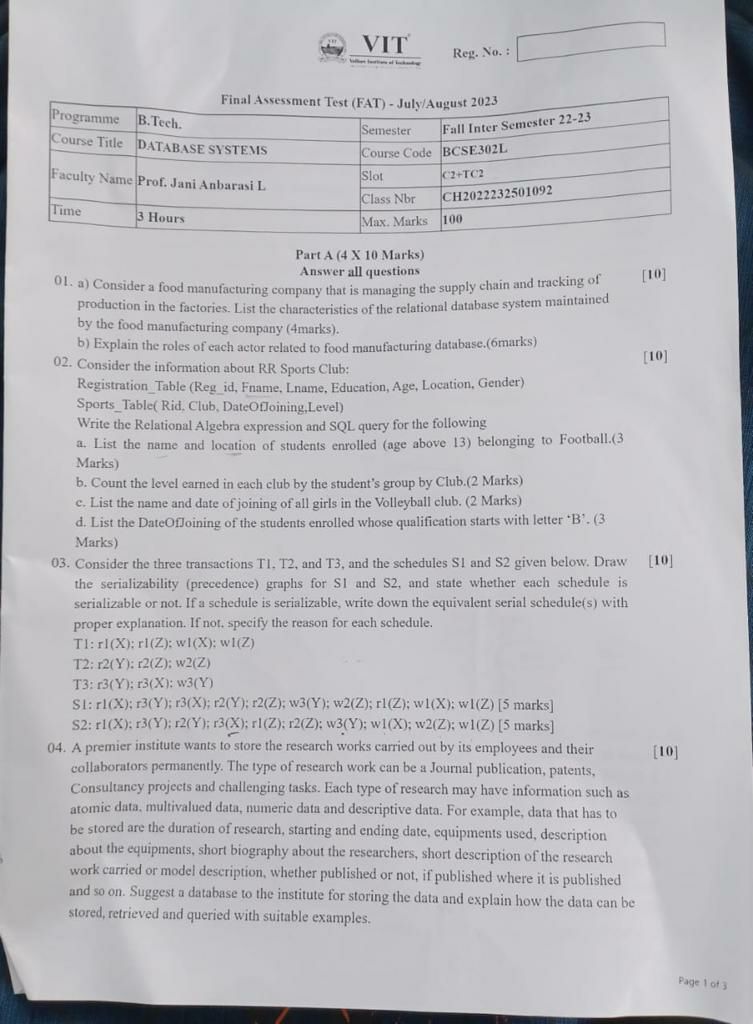 VIT
Vellore Institute of Technology
Reg. No. :
Final Assessment Test (FAT) - July/August 2023
Programme B.Tech. Semester Fall Inter Semester 22-23
Course Title DATABASE SYSTEMS Course Code BCSE302L
Faculty Name Prof. Jani Anbarasi L Slot C2+TC2
Class Nbr CH2022232501092
Time 3 Hours Max. Marks 100
Part A (4 X 10 Marks)
Answer all questions
01. a) Consider a food manufacturing company that is managing the supply chain and tracking of [10]
production in the factories. List the characteristics of the relational database system maintained
by the food manufacturing company (4marks).
b) Explain the roles of each actor related to food manufacturing database.(6marks)
02. Consider the information about RR Sports Club: [10]
Registration_Table (Reg_id, Fname, Lname, Education, Age, Location, Gender)
Sports_Table( Rid, Club, DateOfJoining,Level)
Write the Relational Algebra expression and SQL query for the following
a. List the name and location of students enrolled (age above 13) belonging to Football.(3
Marks)
b. Count the level earned in each club by the student's group by Club.(2 Marks)
c. List the name and date of joining of all girls in the Volleyball club. (2 Marks)
d. List the DateOfJoining of the students enrolled whose qualification starts with letter ‘B’. (3
Marks)
03. Consider the three transactions T1, T2, and T3, and the schedules S1 and S2 given below. Draw [10]
the serializability (precedence) graphs for S1 and S2, and state whether each schedule is
serializable or not. If a schedule is serializable, write down the equivalent serial schedule(s) with
proper explanation. If not, specify the reason for each schedule.
T1: r1(X); r1(Z); w1(X); w1(Z)
T2: r2(Y); r2(Z); w2(Z)
T3: r3(Y); r3(X); w3(Y)
S1: r1(X); r3(Y); r3(X); r2(Y); r2(Z); w3(Y); w2(Z); r1(Z); w1(X); w1(Z) [5 marks]
S2: r1(X); r3(Y); r2(Y); r3(X); r1(Z); r2(Z); w3(Y); w1(X); w2(Z); w1(Z) [5 marks]
04. A premier institute wants to store the research works carried out by its employees and their [10]
collaborators permanently. The type of research work can be a Journal publication, patents,
Consultancy projects and challenging tasks. Each type of research may have information such as
atomic data, multivalued data, numeric data and descriptive data. For example, data that has to
be stored are the duration of research, starting and ending date, equipments used, description
about the equipments, short biography about the researchers, short description of the research
work carried or model description, whether published or not, if published where it is published
and so on. Suggest a database to the institute for storing the data and explain how the data can be
stored, retrieved and queried with suitable examples.
Page 1 of 3